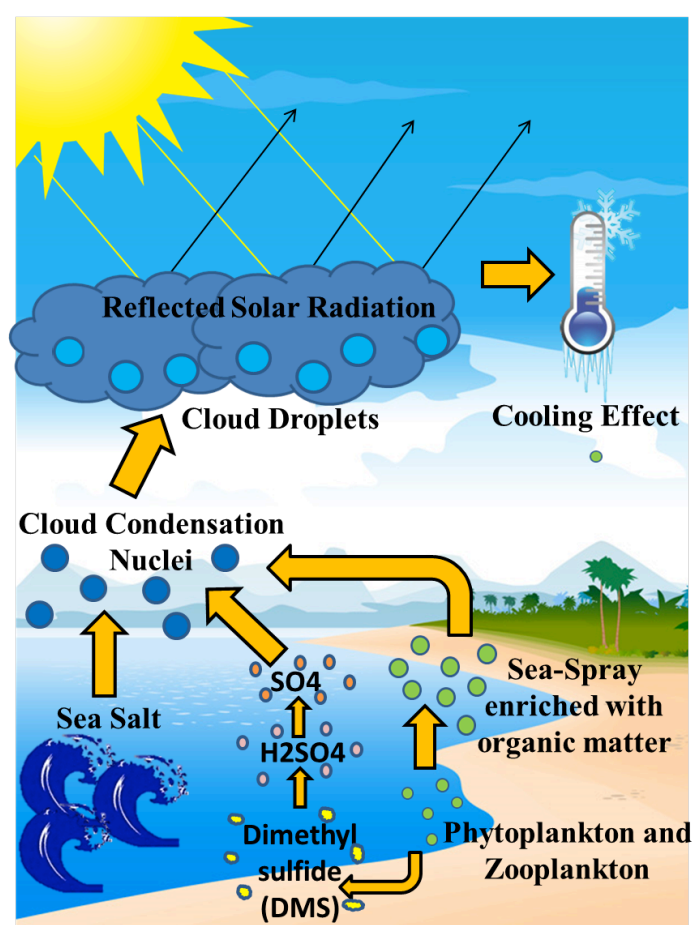 Reflected Solar Radiation
Cloud Droplets
Cooling Effect
Cloud Condensation
Nuclei
Sea Salt
SO4
H2SO4
Dimethyl
sulfide
(DMS)
Sea-Spray
enriched with
organic matter
Phytoplankton and
Zooplankton